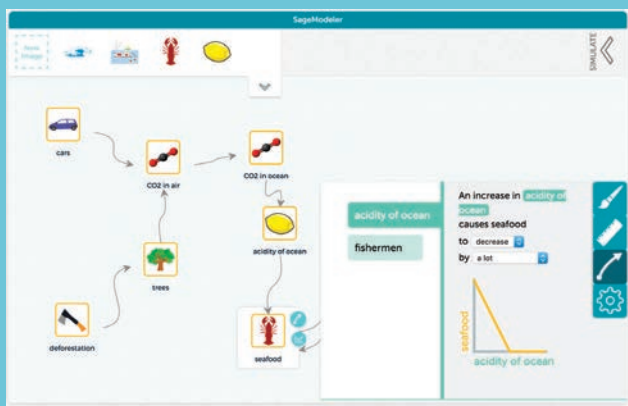 SageModeler
New
Image
SIMULATE
cars
CO2 in air
CO2 in ocean
acidity of ocean
trees
deforestation
seafood
acidity of ocean
fishermen
An increase in acidity of
ocean
causes seafood
to decrease
by a lot
seafood
acidity of ocean